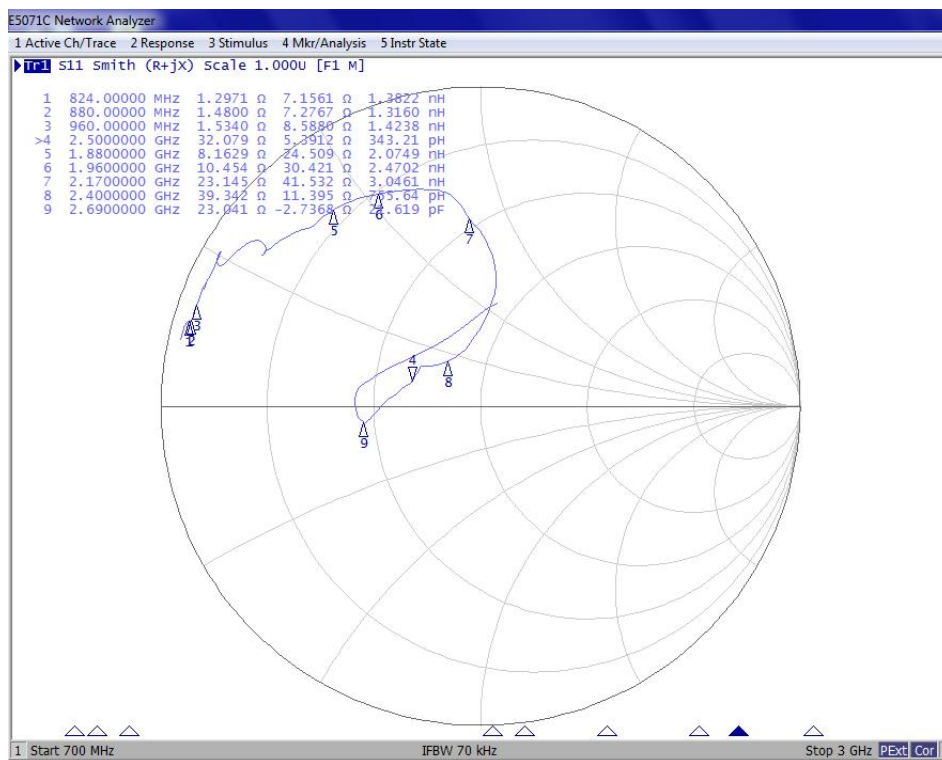 E5071C Network Analyzer
1 Active Ch/Trace 2 Response 3 Stimulus 4 Mkr/Analysis 5 Instr State
Tr1 S11 Smith (R+jX) Scale 1.000U [F1 M]
1 824.00000 MHz 1.2971 Ω 7.1561 Ω 1.3822 nH
2 880.00000 MHz 1.4800 Ω 7.2767 Ω 1.3160 nH
3 960.00000 MHz 1.5340 Ω 8.5880 Ω 1.4238 nH
>4 2.5000000 GHz 32.079 Ω 5.3912 Ω 343.21 pH
5 1.8800000 GHz 8.1629 Ω 24.509 Ω 2.0749 nH
6 1.9600000 GHz 10.454 Ω 30.421 Ω 2.4702 nH
7 2.1700000 GHz 23.145 Ω 41.532 Ω 3.0461 nH
8 2.4000000 GHz 39.342 Ω 11.395 Ω 755.64 pH
9 2.6900000 GHz 23.041 Ω -2.7368 Ω 21.619 pF
5
6
7
3
1
2
4
8
9
1 Start 700 MHz IFBW 70 kHz Stop 3 GHz PExt Cor